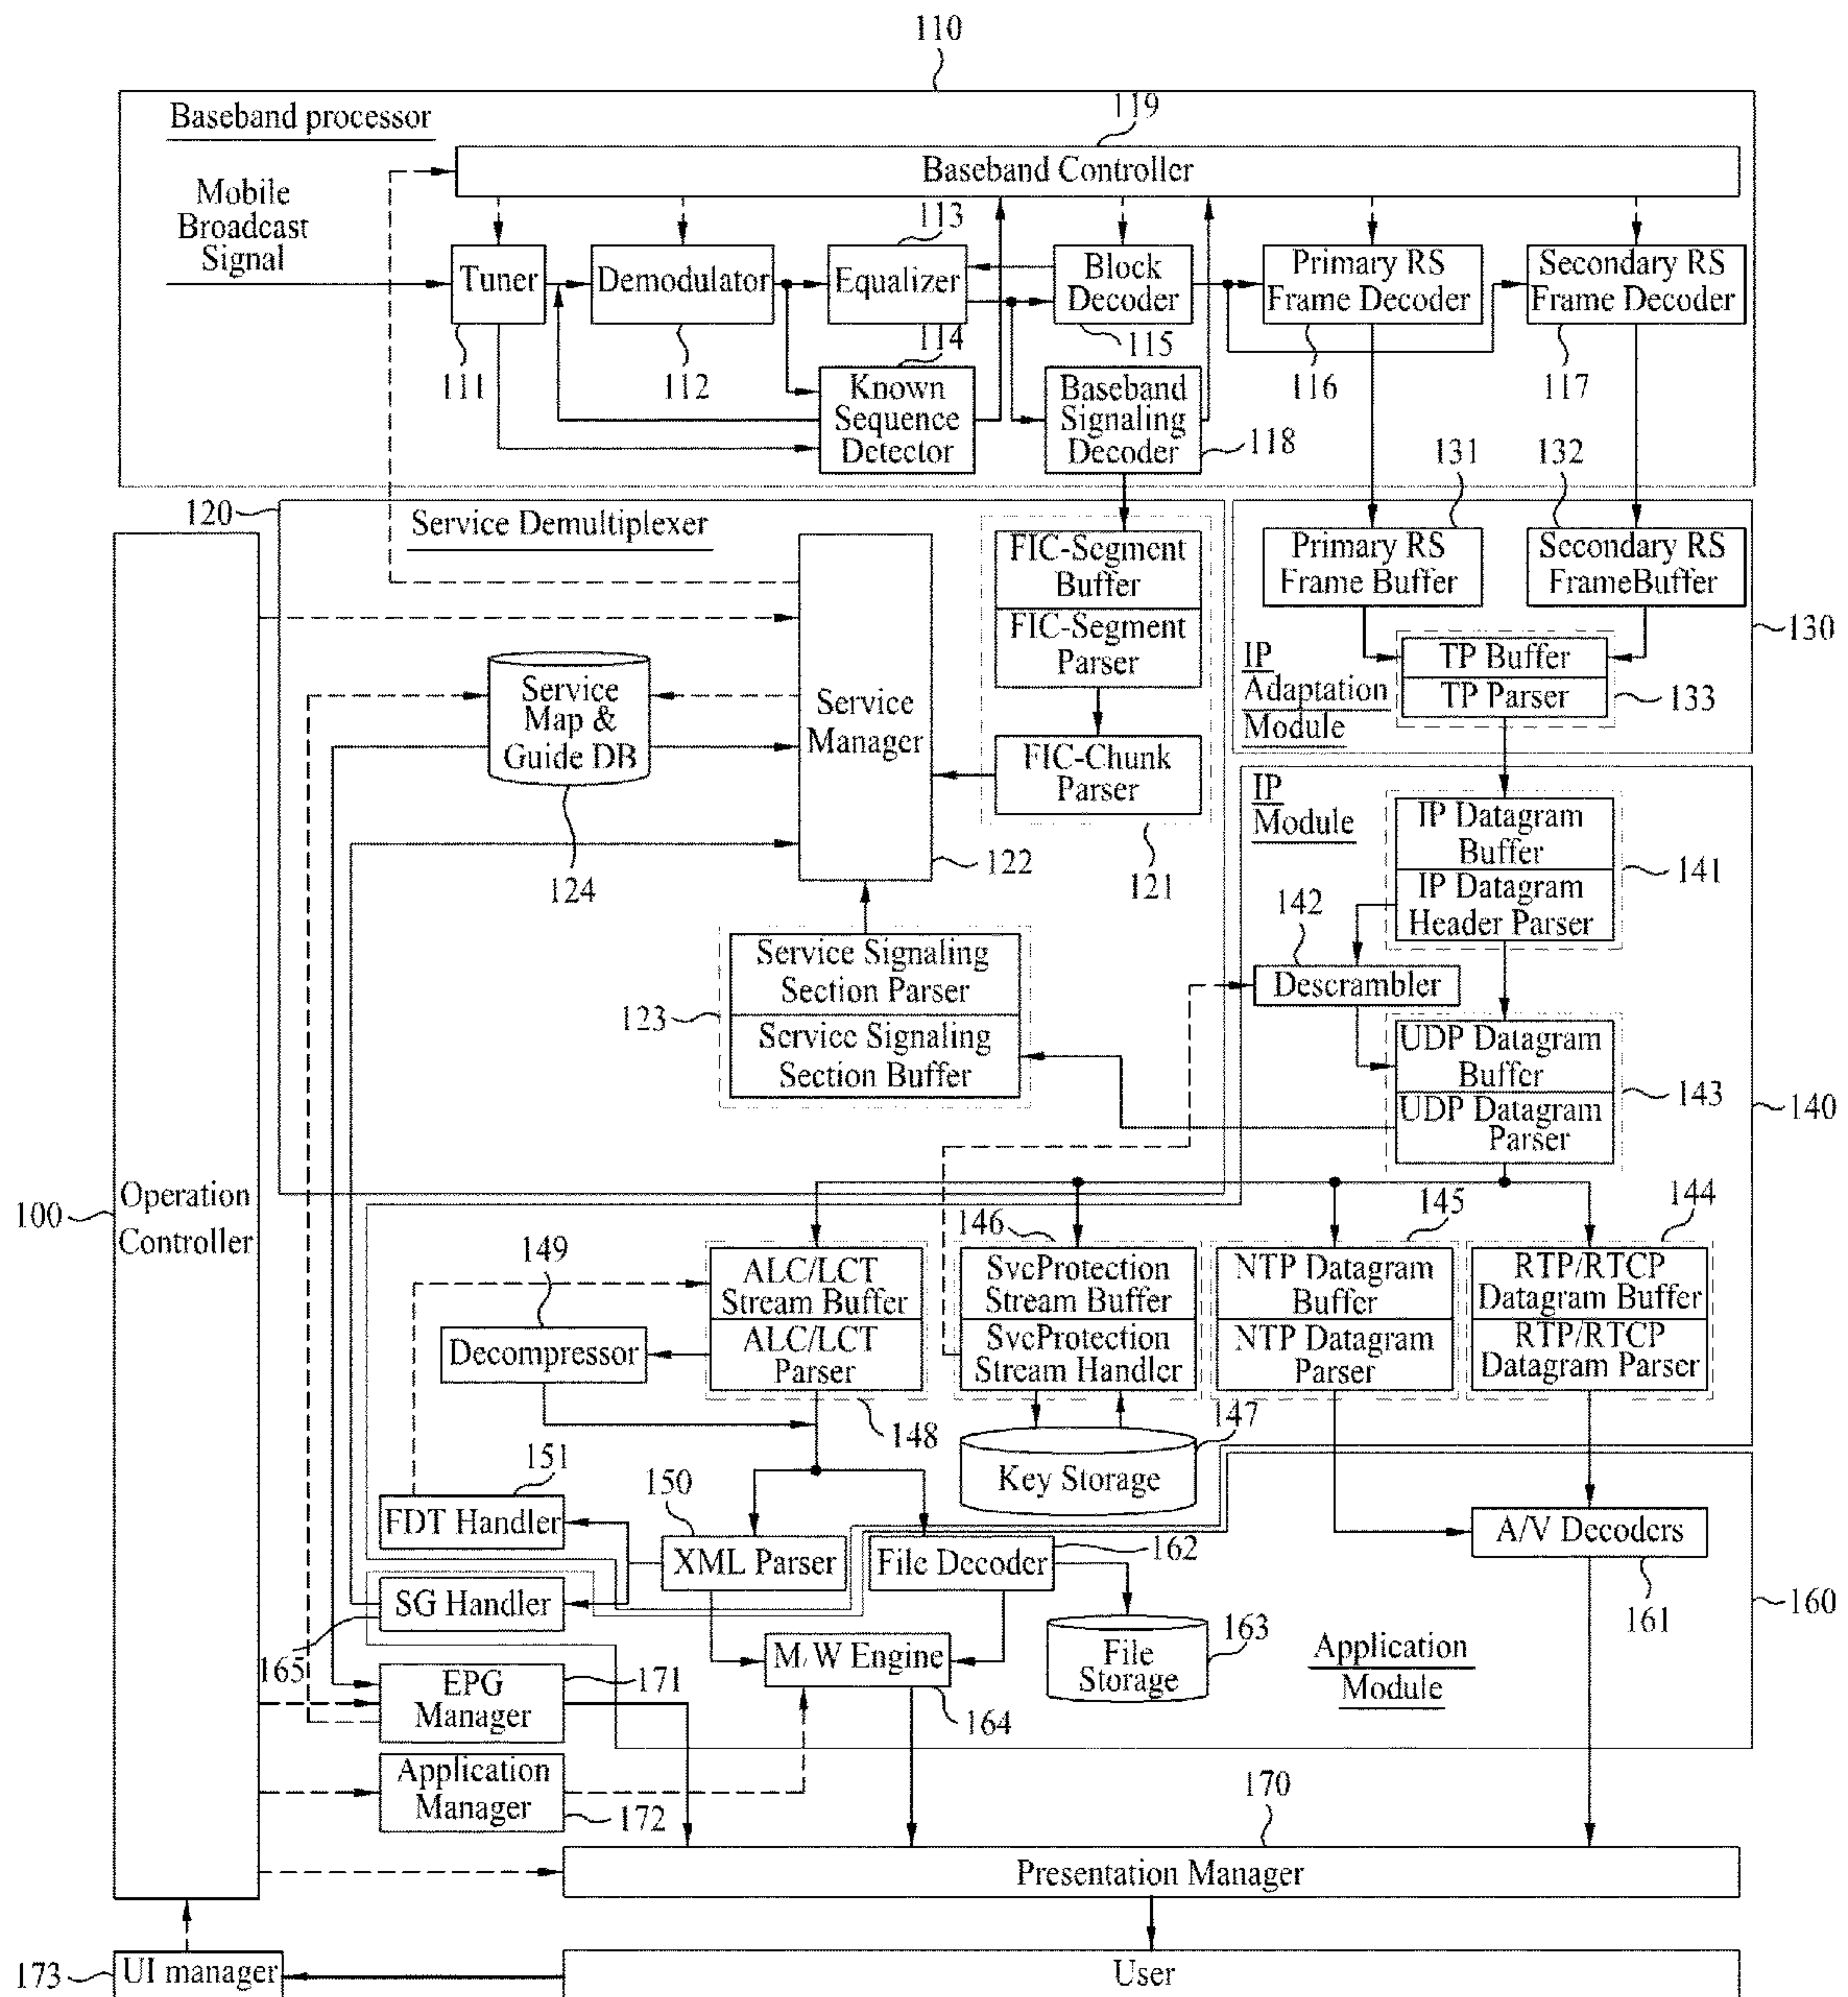 110
Baseband processor
119
Baseband Controller
Mobile
Broadcast
Signal
113
Tuner
Demodulator
Equalizer
Block
Decoder
Primary RS
Frame Decoder
Secondary RS
Frame Decoder
111
112
114
115
116
117
Known
Sequence
Detector
Baseband
Signaling
Decoder
118
131
132
120
Service Demultiplexer
FIC-Segment
Buffer
FIC-Segment
Parser
Primary RS
Frame Buffer
Secondary RS
FrameBuffer
130
IP
Adaptation
Module
TP Buffer
TP Parser
133
Service
Map &
Guide DB
Service
Manager
FIC-Chunk
Parser
124
122
121
IP
Module
IP Datagram
Buffer
IP Datagram
Header Parser
141
142
Descrambler
Service Signaling
Section Parser
Service Signaling
Section Buffer
123
UDP Datagram
Buffer
UDP Datagram
Parser
143
140
100
Operation
Controller
149
146
145
144
ALC/LCT
Stream Buffer
ALC/LCT
Parser
SvcProtection
Stream Buffer
SvcProtection
Stream Handler
NTP Datagram
Buffer
NTP Datagram
Parser
RTP/RTCP
Datagram Buffer
RTP/RTCP
Datagram Parser
Decompressor
148
147
Key Storage
151
150
FDT Handler
XML Parser
File Decoder
162
A/V Decoders
161
160
SG Handler
165
M/W Engine
164
File
Storage
163
Application
Module
EPG
Manager
171
Application
Manager
172
170
Presentation Manager
173
UI manager
User